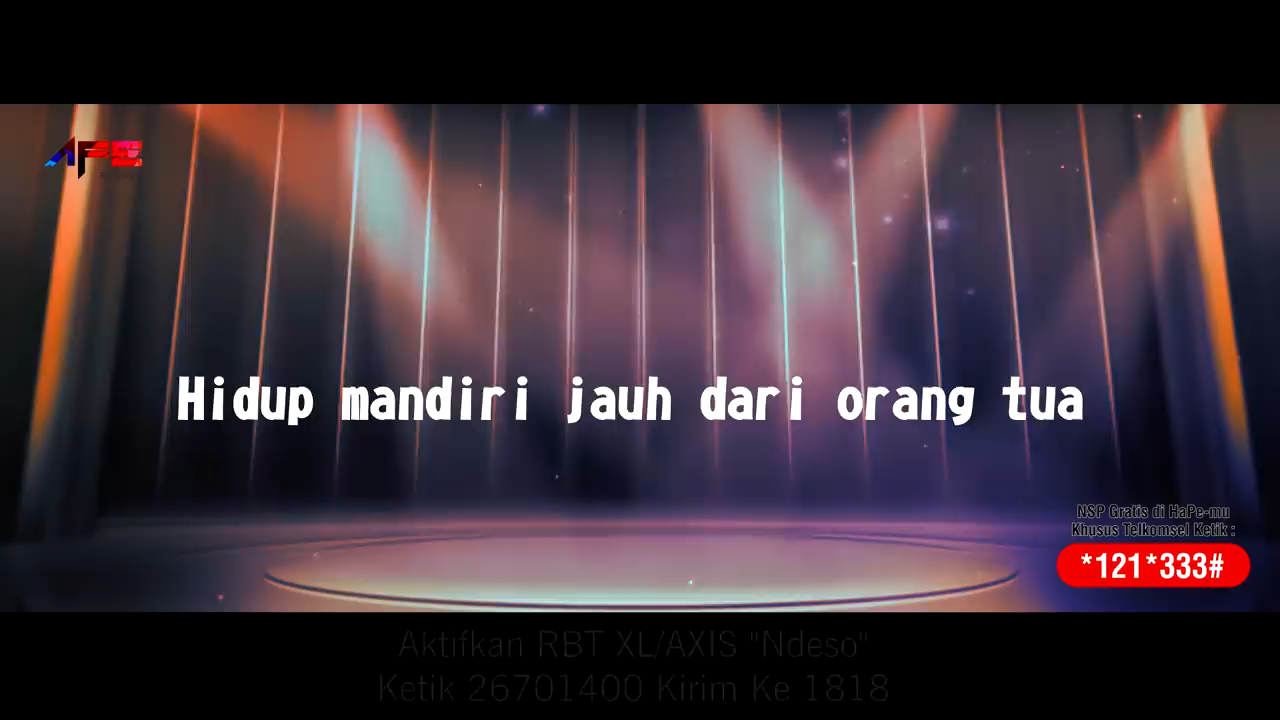 APE
Hidup mandiri jauh dari orang tua
NSP Gratis di HaPe-mu
Khusus Telkomsel Ketik :
*121*333#
Aktifkan RBT XL/AXIS "Ndeso"
Ketik 26701400 Kirim Ke 1818